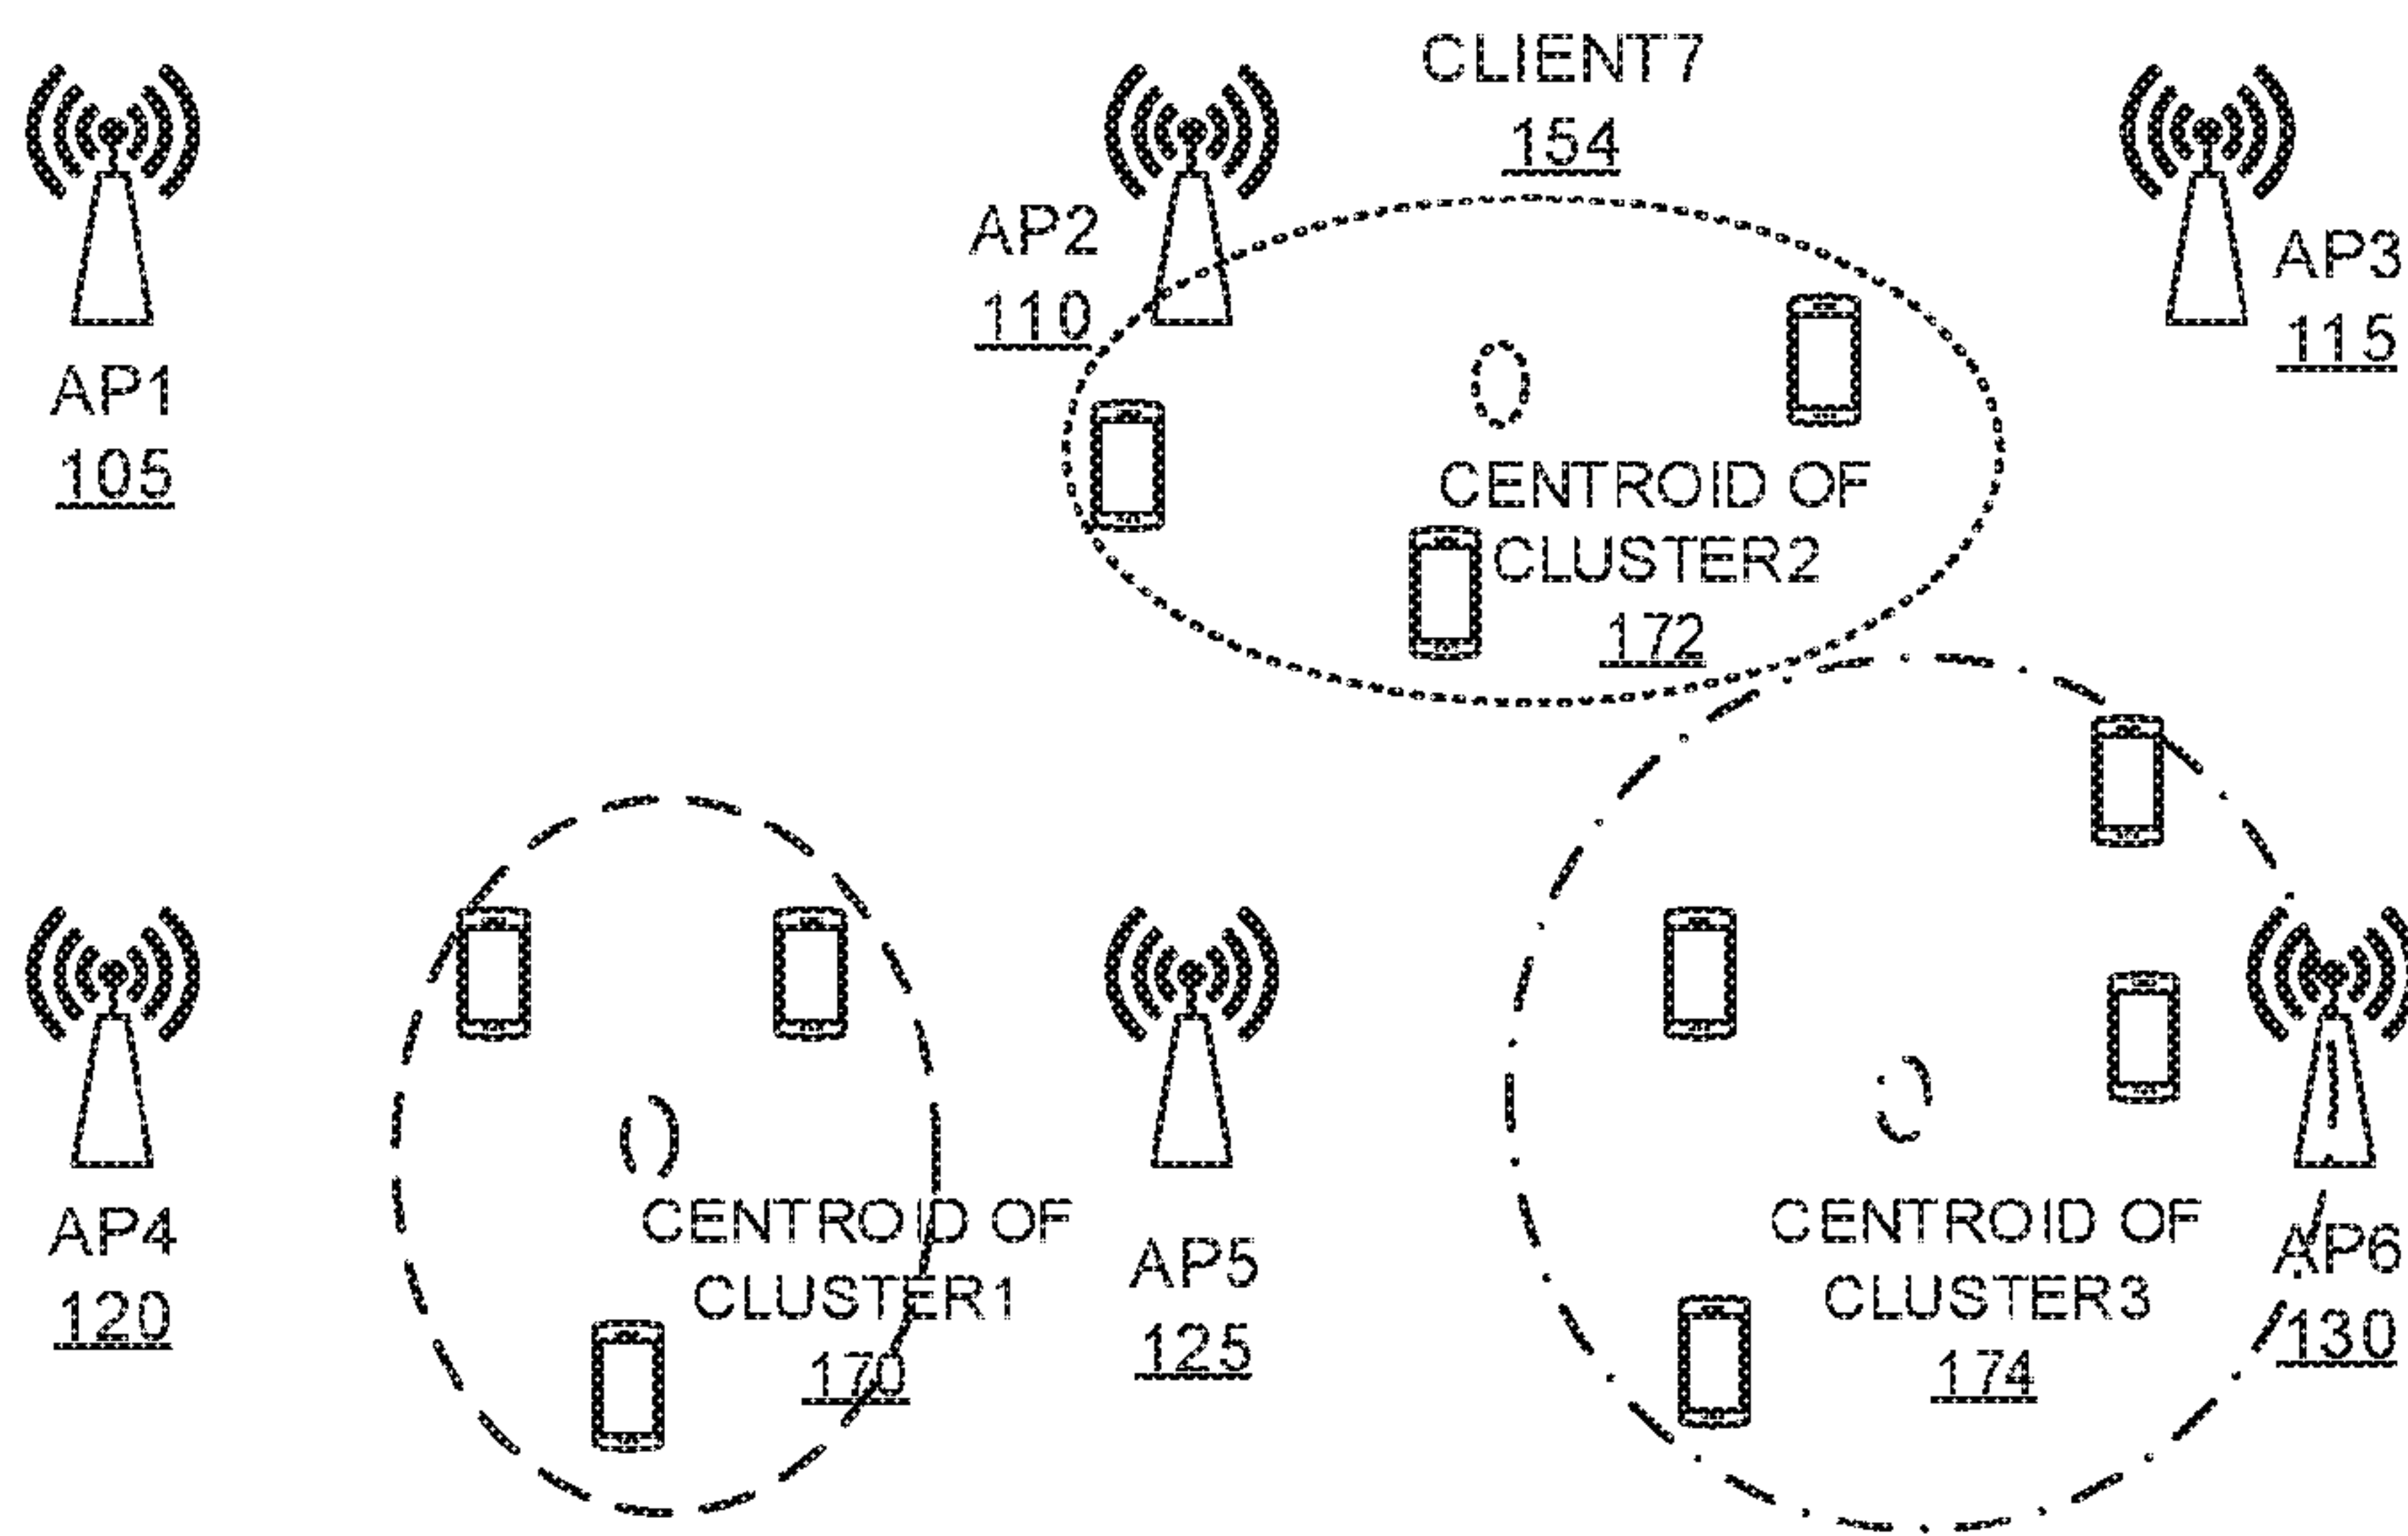 CLIENT7
154
AP2
110
AP3
115
AP1
105
CENTROID OF
CLUSTER2
172
CENTROID OF
CLUSTER1
170
CENTROID OF
CLUSTER3
174
AP4
120
AP5
125
AP6
130